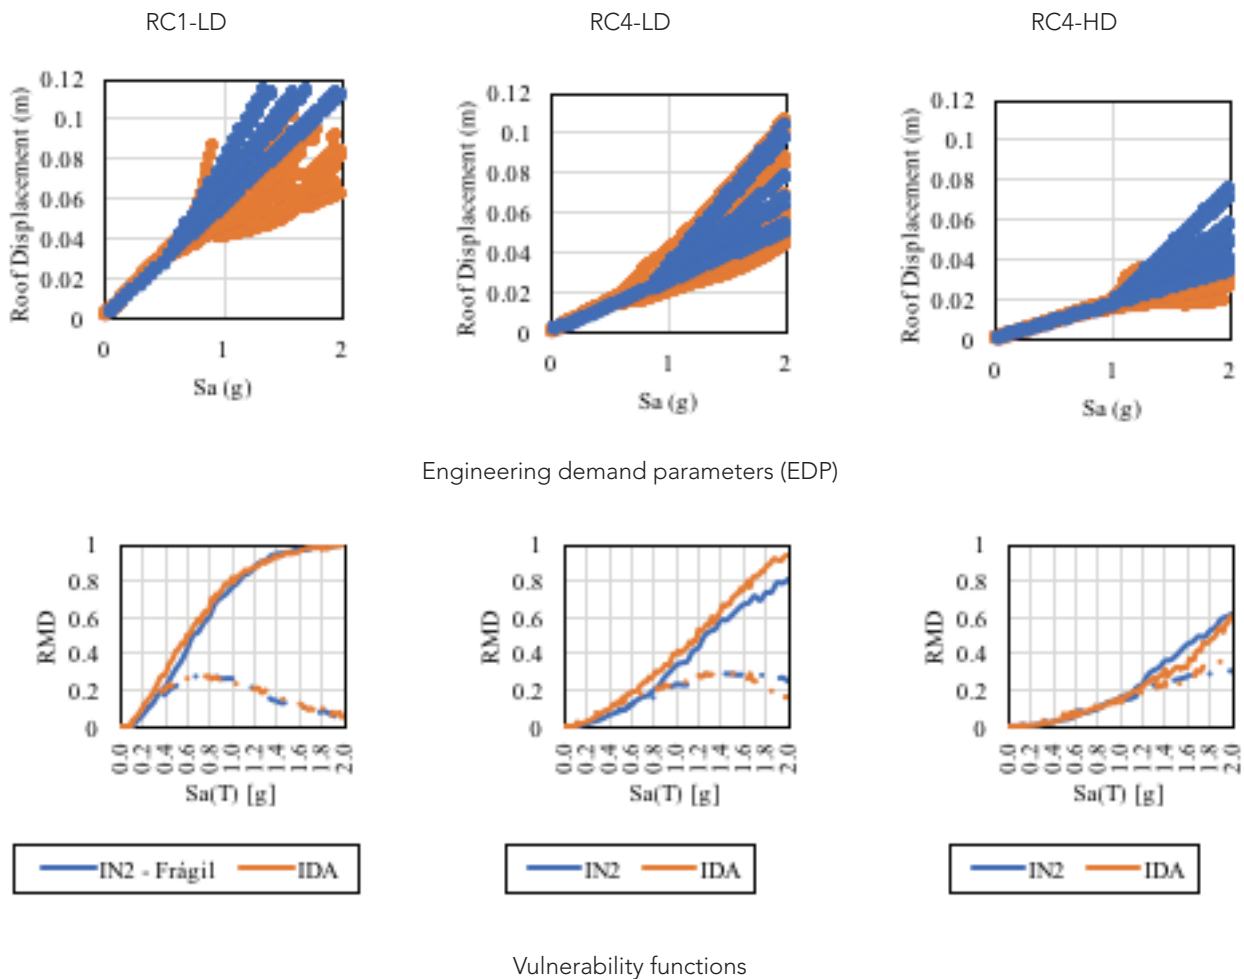 RC1-LD
RC4-LD
RC4-HD
Roof Displacement (m)
0.12
0.1
0.08
0.06
0.04
0.02
0
0 1 2
Sa (g)
Roof Displacement (m)
0.12
0.1
0.08
0.06
0.04
0.02
0
0 1 2
Sa (g)
Roof Displacement (m)
0.12
0.1
0.08
0.06
0.04
0.02
0
0 1 2
Sa (g)
Engineering demand parameters (EDP)
RMD
1
0.8
0.6
0.4
0.2
0
0.0 0.2 0.4 0.6 0.8 1.0 1.2 1.4 1.6 1.8 2.0
Sa(T) [g]
RMD
1
0.8
0.6
0.4
0.2
0
0.0 0.2 0.4 0.6 0.8 1.0 1.2 1.4 1.6 1.8 2.0
Sa(T) [g]
RMD
1
0.8
0.6
0.4
0.2
0
0.0 0.2 0.4 0.6 0.8 1.0 1.2 1.4 1.6 1.8 2.0
Sa(T) [g]
IN2 - Frágil IDA
IN2 IDA
IN2 IDA
Vulnerability functions